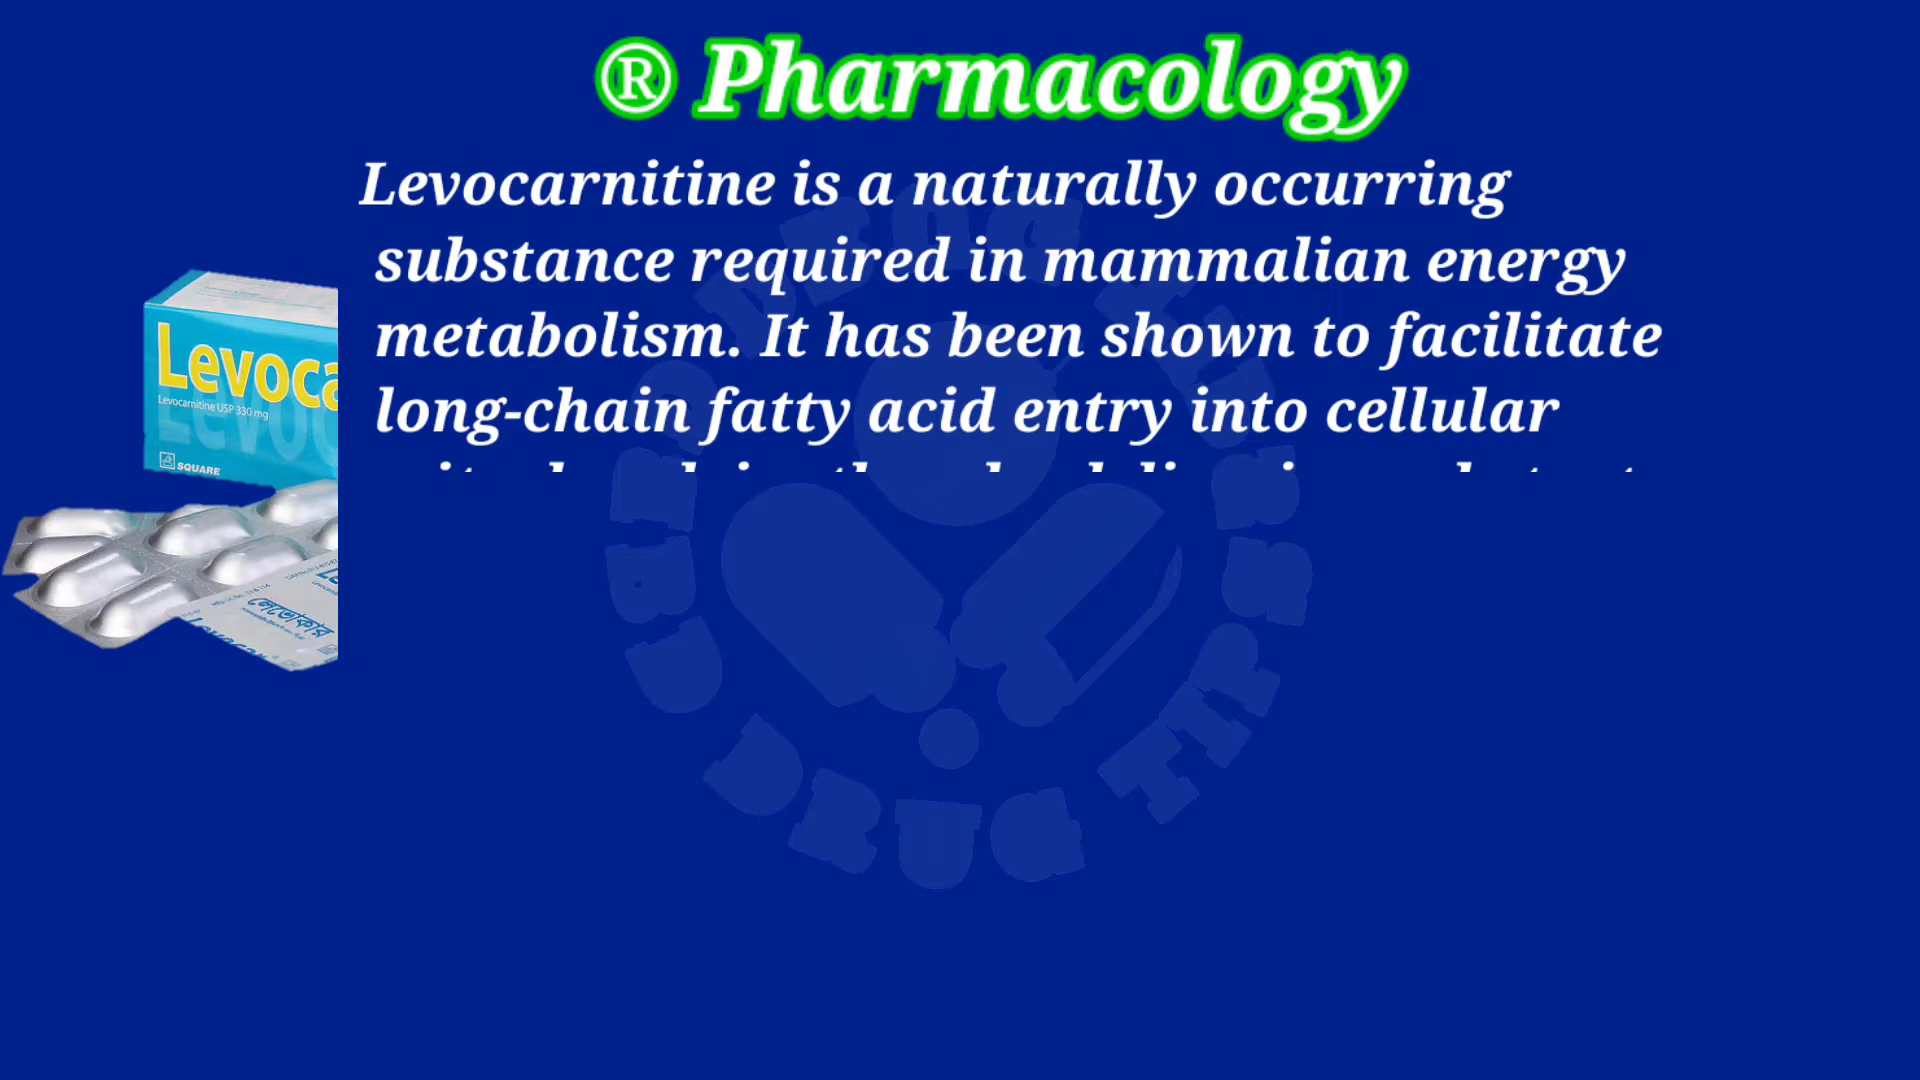 ® Pharmacology
Levocarnitine is a naturally occurring
substance required in mammalian energy
metabolism. It has been shown to facilitate
long-chain fatty acid entry into cellular
Levoca
Levocarnitine USP 330 mg
SQUARE
লেভোকার